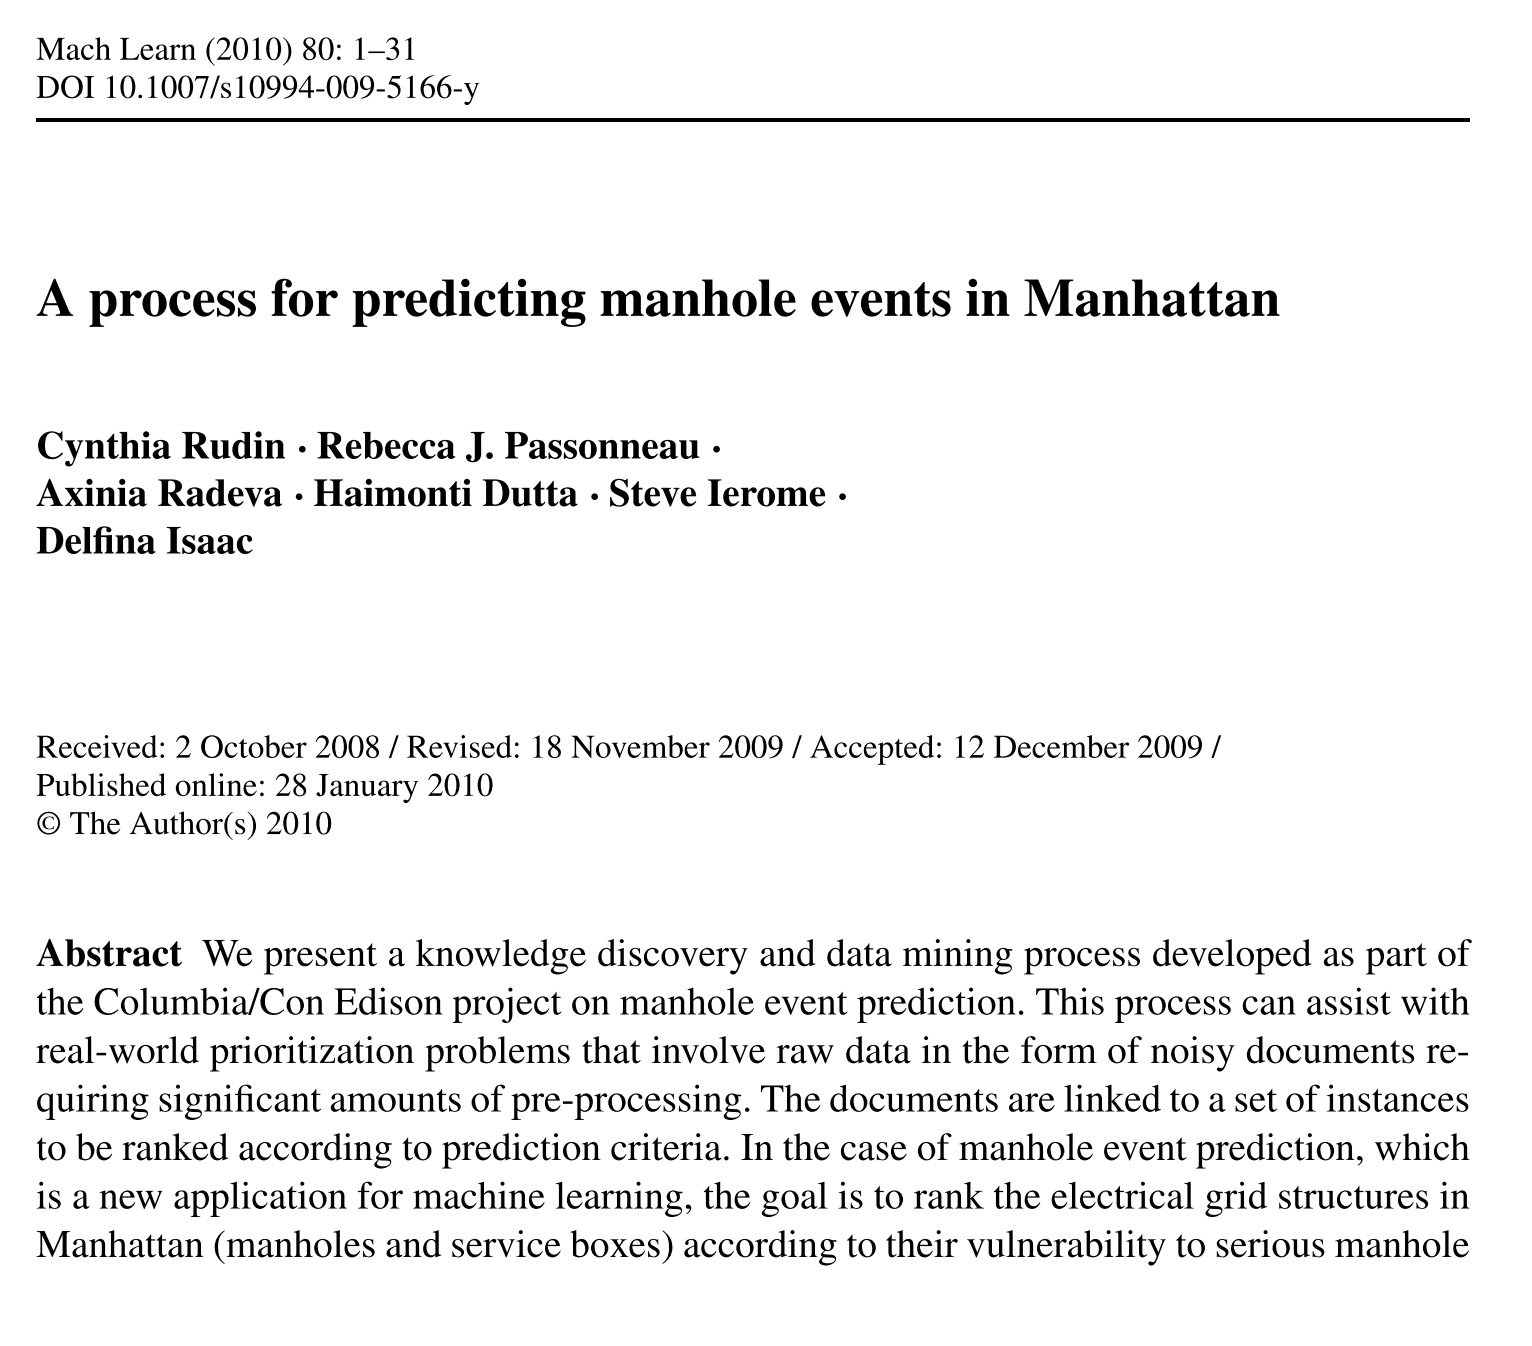 Mach Learn (2010) 80: 1–31
DOI 10.1007/s10994-009-5166-y
A process for predicting manhole events in Manhattan
Cynthia Rudin · Rebecca J. Passonneau ·
Axinia Radeva · Haimonti Dutta · Steve Ierome ·
Delfina Isaac
Received: 2 October 2008 / Revised: 18 November 2009 / Accepted: 12 December 2009 /
Published online: 28 January 2010
© The Author(s) 2010
Abstract We present a knowledge discovery and data mining process developed as part of
the Columbia/Con Edison project on manhole event prediction. This process can assist with
real-world prioritization problems that involve raw data in the form of noisy documents re-
quiring significant amounts of pre-processing. The documents are linked to a set of instances
to be ranked according to prediction criteria. In the case of manhole event prediction, which
is a new application for machine learning, the goal is to rank the electrical grid structures in
Manhattan (manholes and service boxes) according to their vulnerability to serious manhole